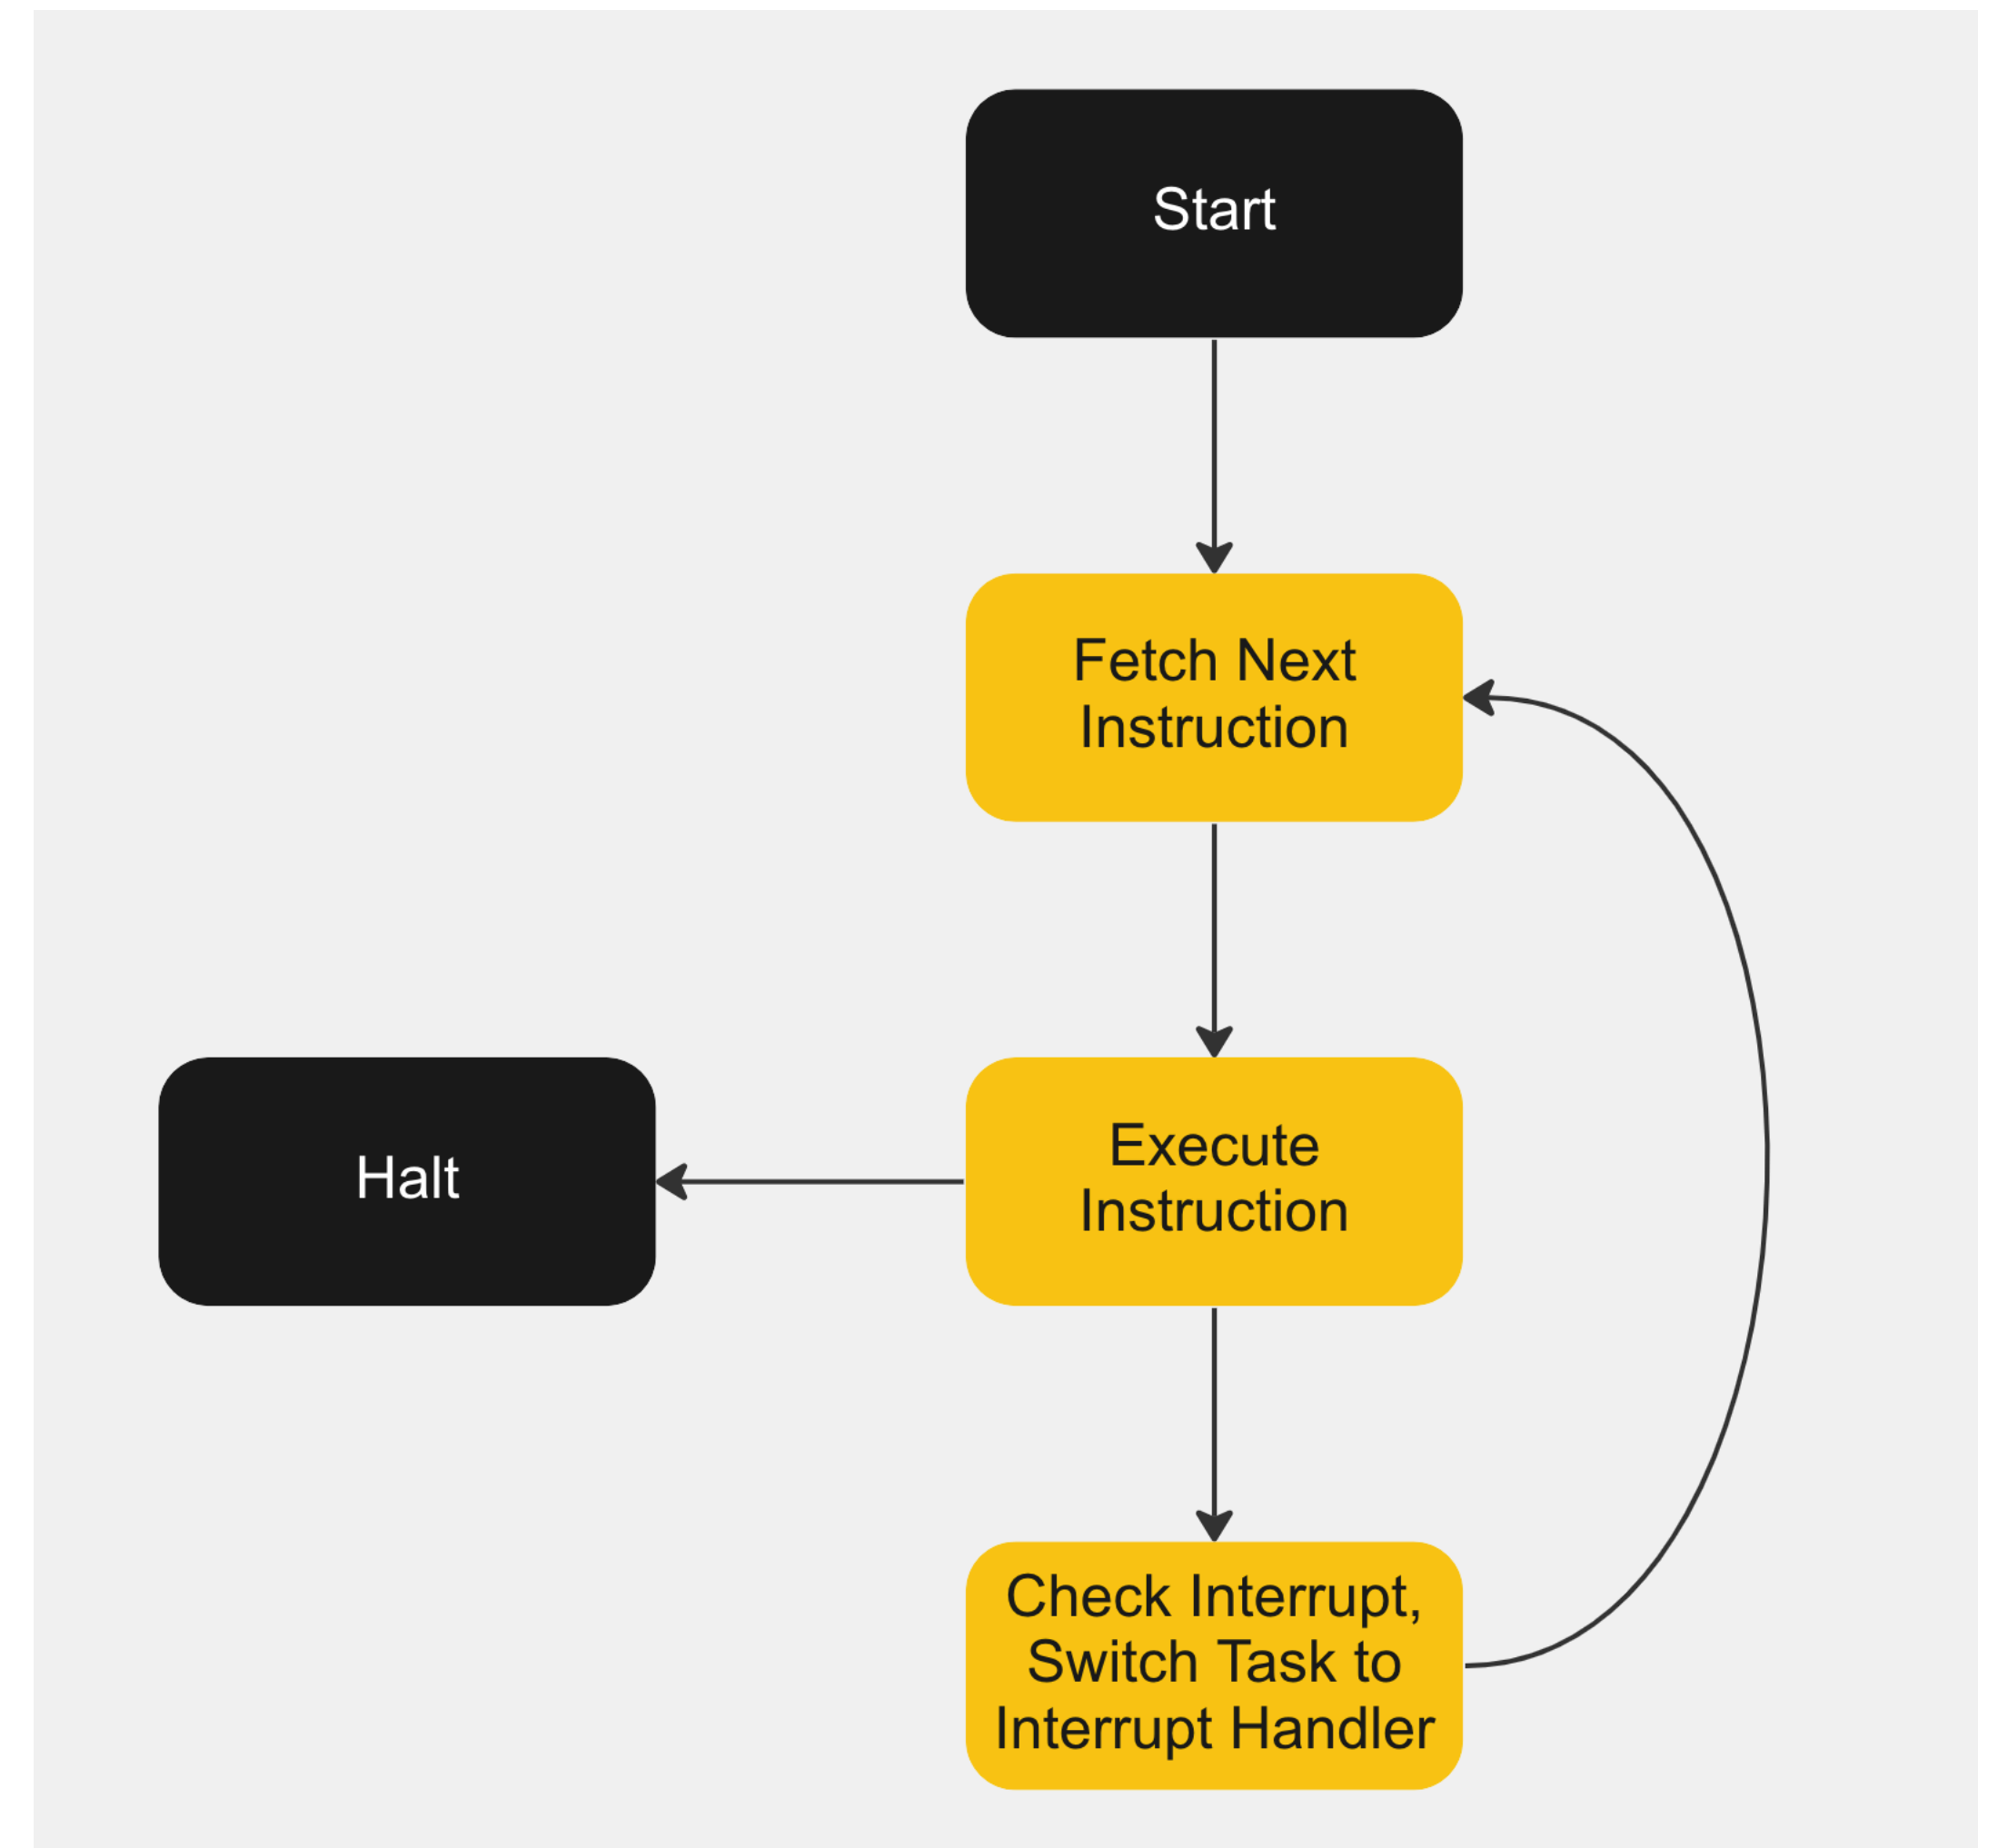 Start
Fetch Next
Instruction
Execute
Instruction
Halt
Check Interrupt,
Switch Task to
Interrupt Handler